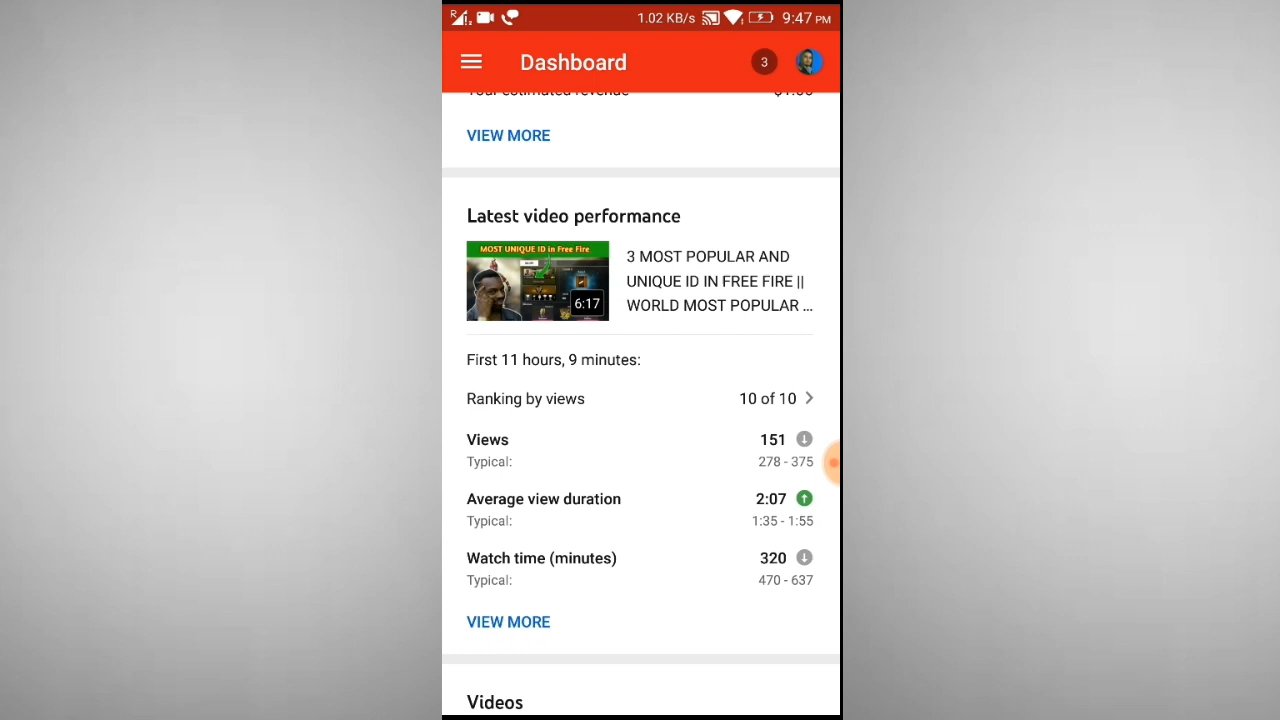 R
1.02 KB/s
9:47 PM
Dashboard
3
Your estimated revenue
VIEW MORE
Latest video performance
MOST UNIQUE ID in Free Fire
6:17
3 MOST POPULAR AND
UNIQUE ID IN FREE FIRE ||
WORLD MOST POPULAR ...
First 11 hours, 9 minutes:
Ranking by views 10 of 10
Views 151
Typical: 278 - 375
Average view duration 2:07
Typical: 1:35 - 1:55
Watch time (minutes) 320
Typical: 470 - 637
VIEW MORE
Videos